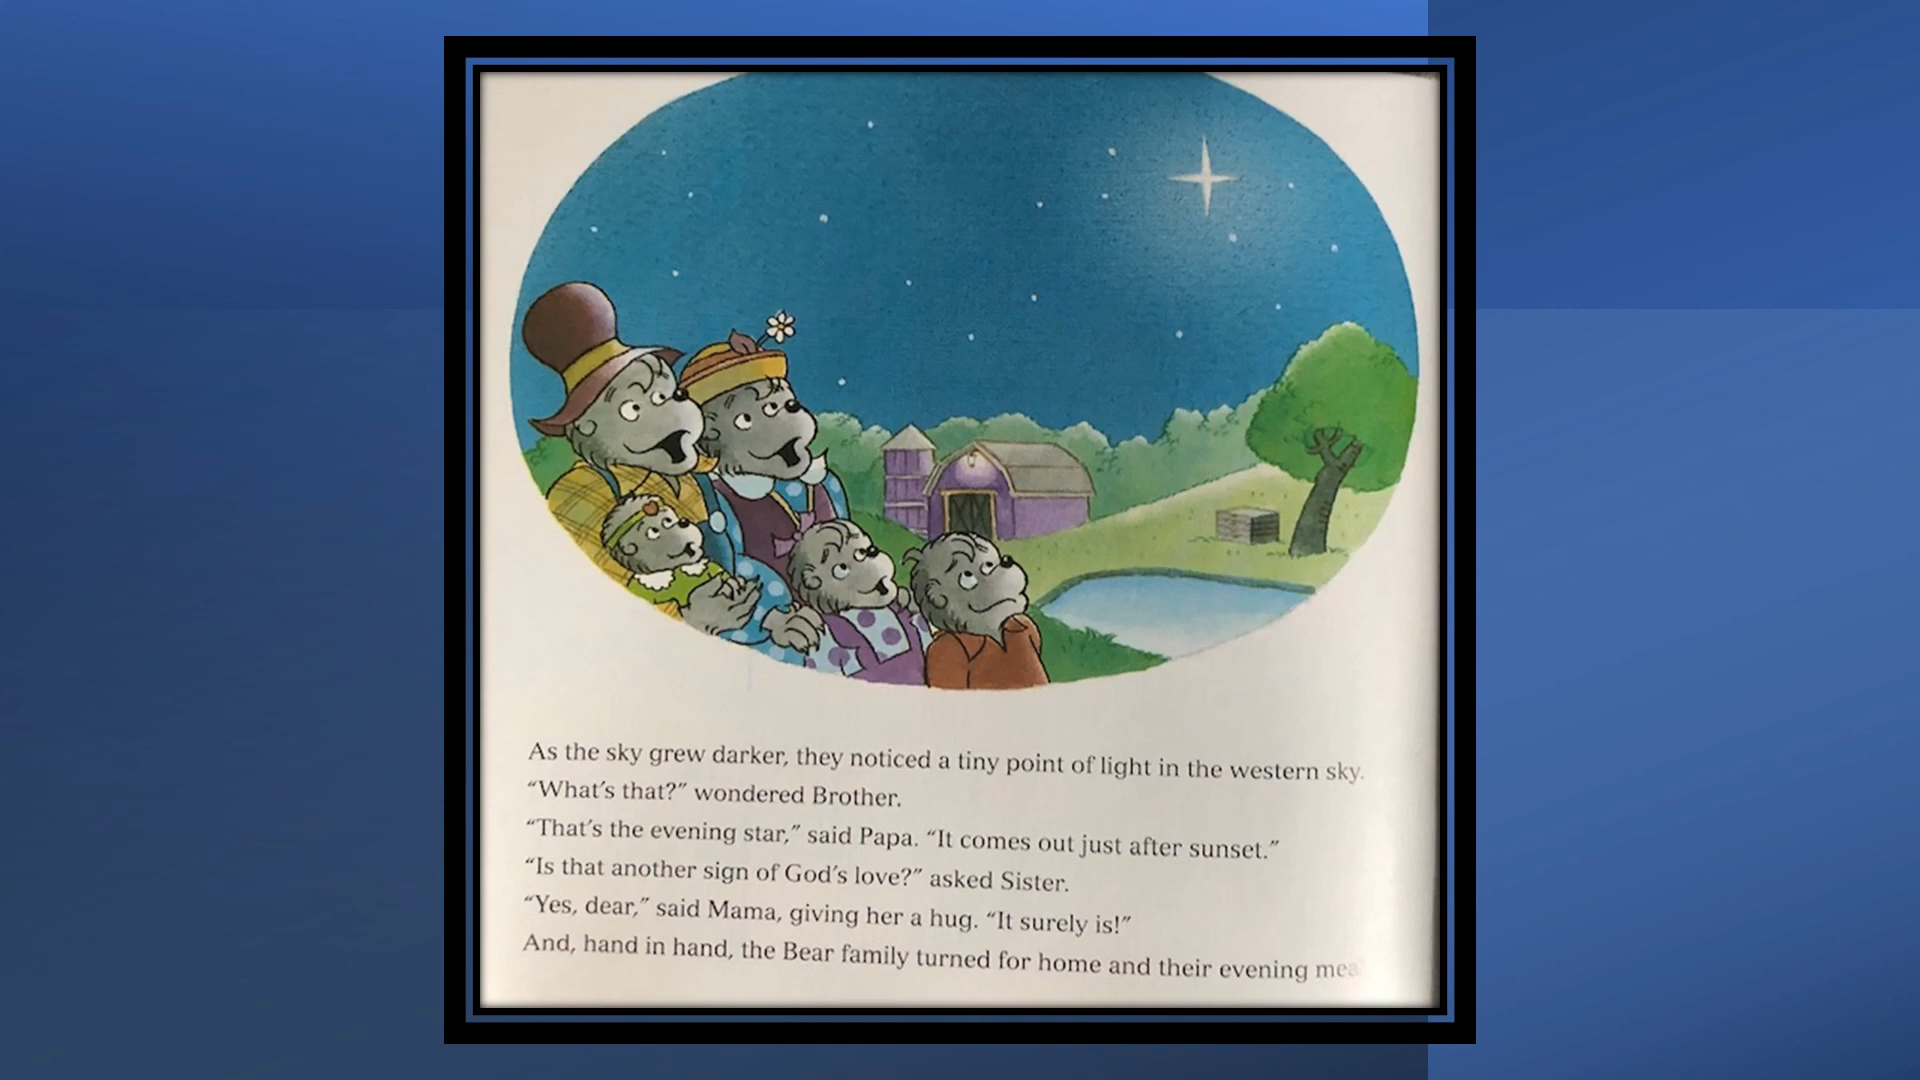 As the sky grew darker, they noticed a tiny point of light in the western sky.
“What’s that?” wondered Brother.
“That’s the evening star,” said Papa. “It comes out just after sunset.”
“Is that another sign of God’s love?” asked Sister.
“Yes, dear,” said Mama, giving her a hug. “It surely is!”
And, hand in hand, the Bear family turned for home and their evening